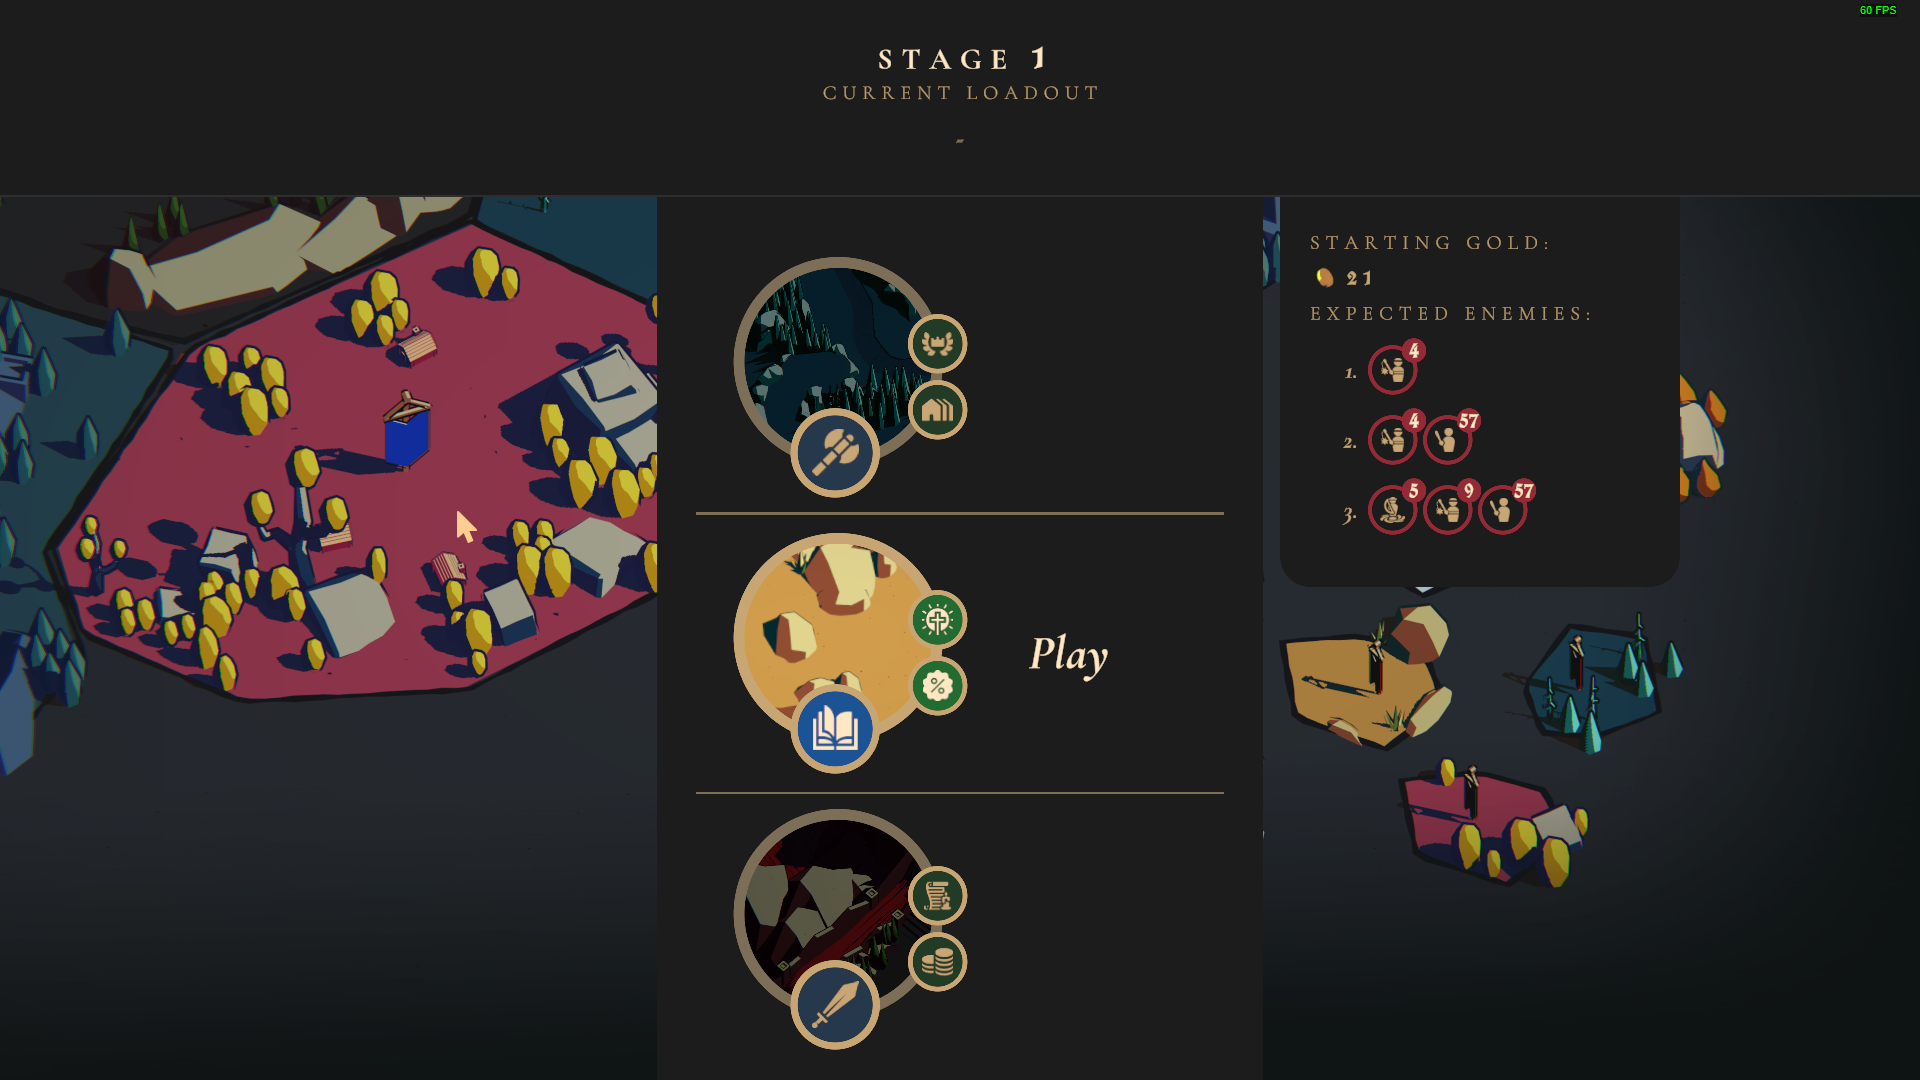 60 FPS
STAGE 1
CURRENT LOADOUT
-
STARTING GOLD:
21
EXPECTED ENEMIES:
1. 4
2. 4 57
3. 5 9 57
Play
%